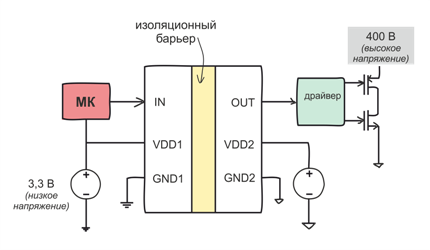 изоляционный
барьер
400 В
(высокое
напряжение)
МК
IN
OUT
драйвер
VDD1
VDD2
GND1
GND2
3,3 В
(низкое
напряжение)
+
−
+
−